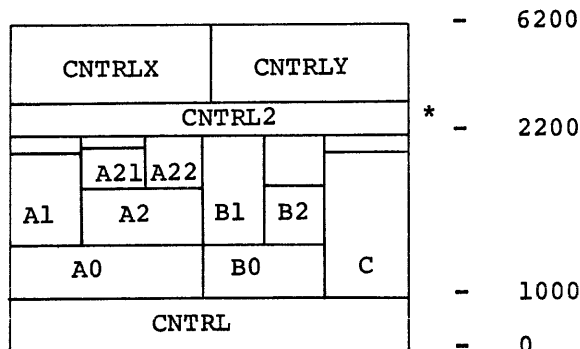 - 6200
CNTRLX CNTRLY
CNTRL2 *
- 2200
A21 A22
A1 A2 B1 B2
A0 B0 C
- 1000
CNTRL
- 0